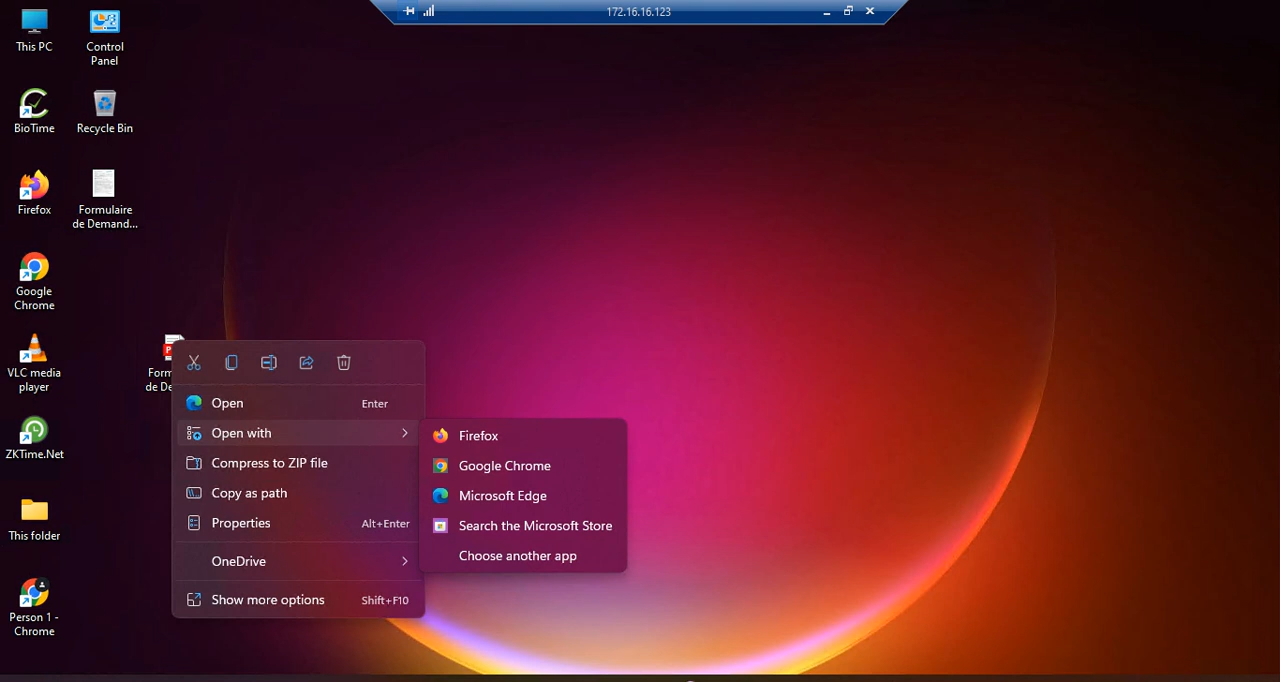 172.16.16.123
This PC
Control
Panel
BioTime
Recycle Bin
Firefox
Formulaire
de Demand...
Google
Chrome
VLC media
player
Form
de De
ZKTime.Net
This folder
Person 1 -
Chrome
Open Enter
Open with
Compress to ZIP file
Copy as path
Properties Alt+Enter
OneDrive
Show more options Shift+F10
Firefox
Google Chrome
Microsoft Edge
Search the Microsoft Store
Choose another app